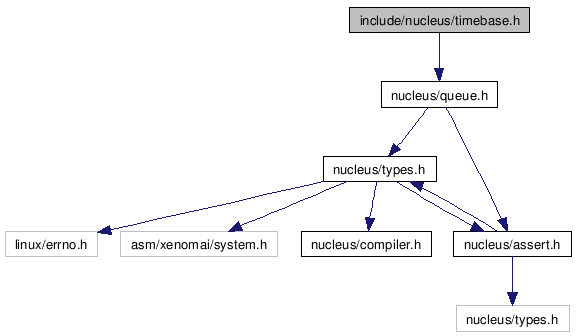 include/nucleus/timebase.h
nucleus/queue.h
nucleus/types.h
linux/errno.h
asm/xenomai/system.h
nucleus/compiler.h
nucleus/assert.h
nucleus/types.h